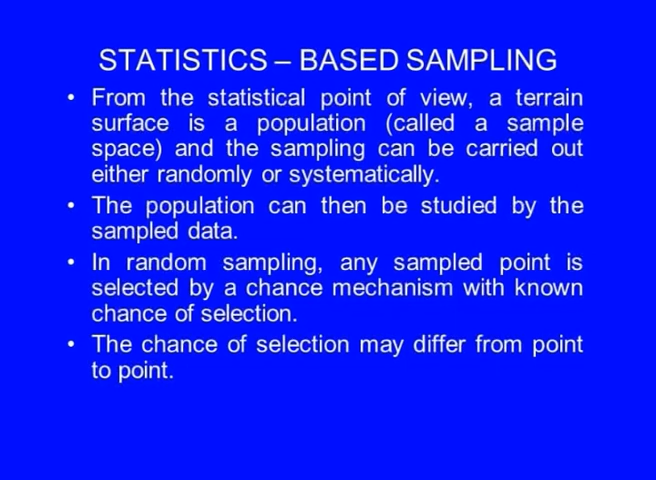 STATISTICS – BASED SAMPLING
• From the statistical point of view, a terrain
surface is a population (called a sample
space) and the sampling can be carried out
either randomly or systematically.
• The population can then be studied by the
sampled data.
• In random sampling, any sampled point is
selected by a chance mechanism with known
chance of selection.
• The chance of selection may differ from point
to point.